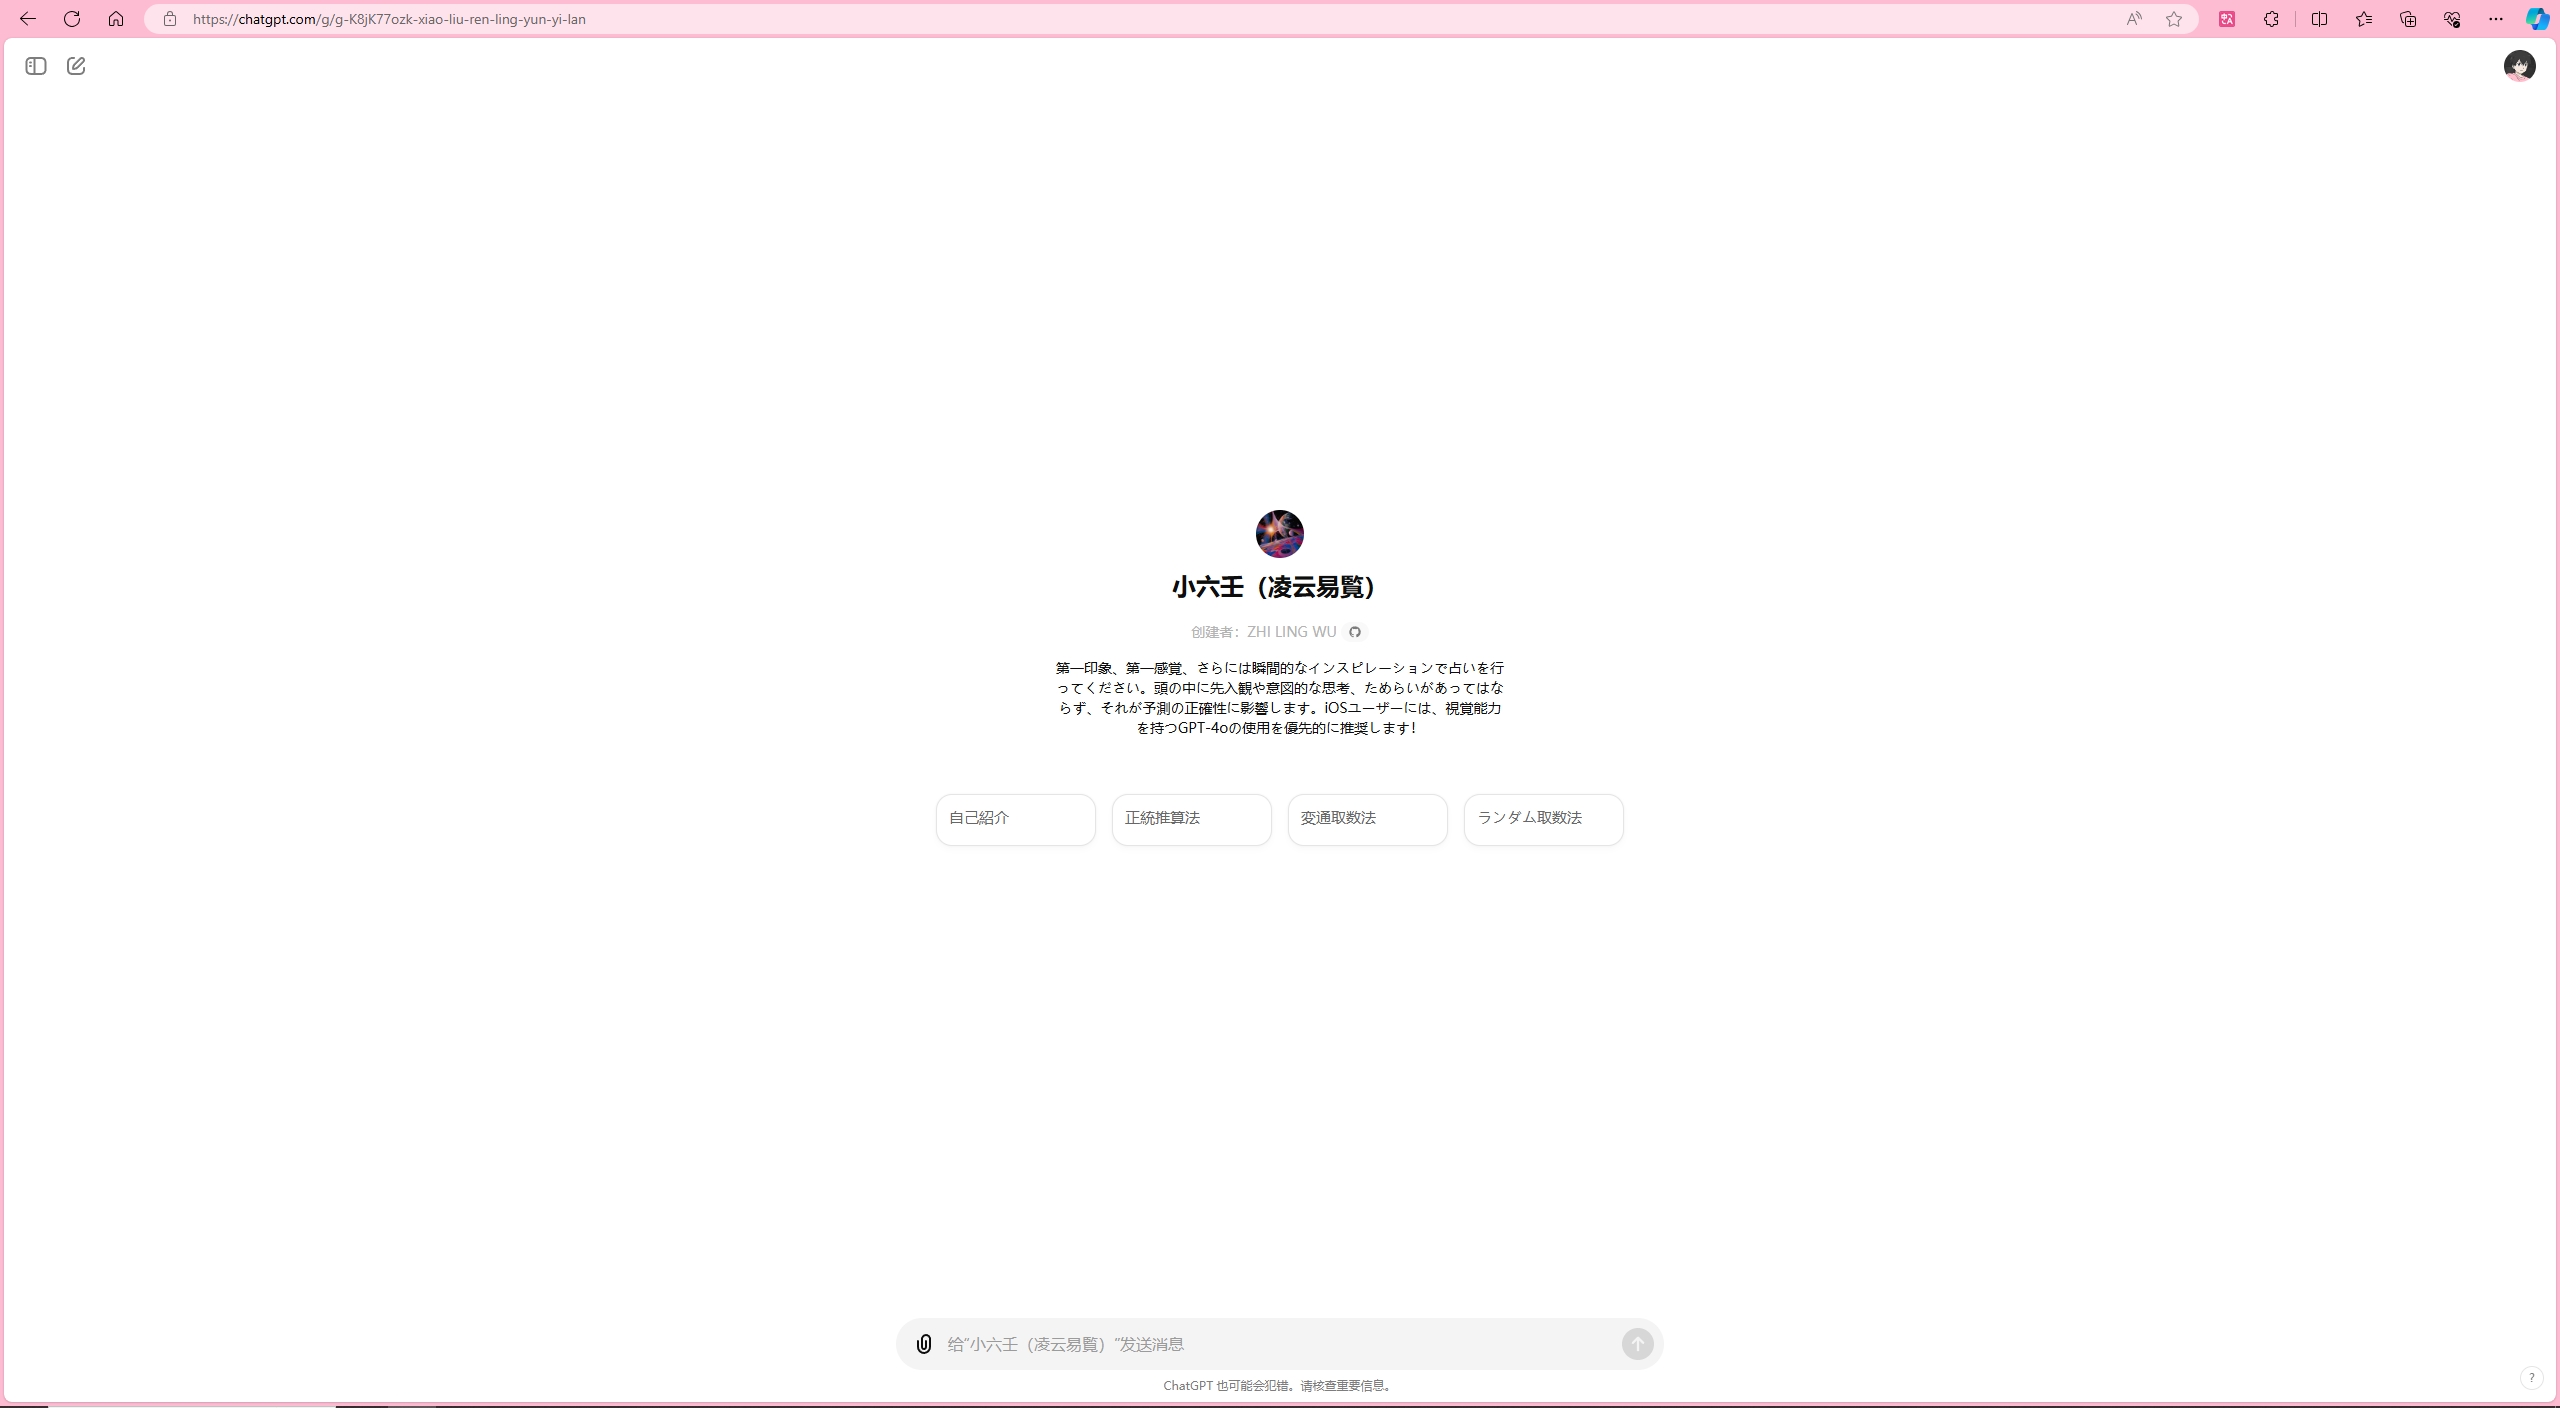 https://chatgpt.com/g/g-K8jK77ozk-xiao-liu-ren-ling-yun-yi-lan
小六壬（凌云易覧）
创建者：ZHI LING WU
第一印象、第一感覚、さらには瞬間的なインスピレーションで占いを行
ってください。頭の中に先入観や意図的な思考、ためらいがあってはな
らず、それが予測の正確性に影響します。iOSユーザーには、視覚能力
を持つGPT-4oの使用を優先的に推奨します！
自己紹介
正統推算法
変通取数法
ランダム取数法
给“小六壬（凌云易覧）”发送消息
ChatGPT 也可能会犯错。请核查重要信息。
?